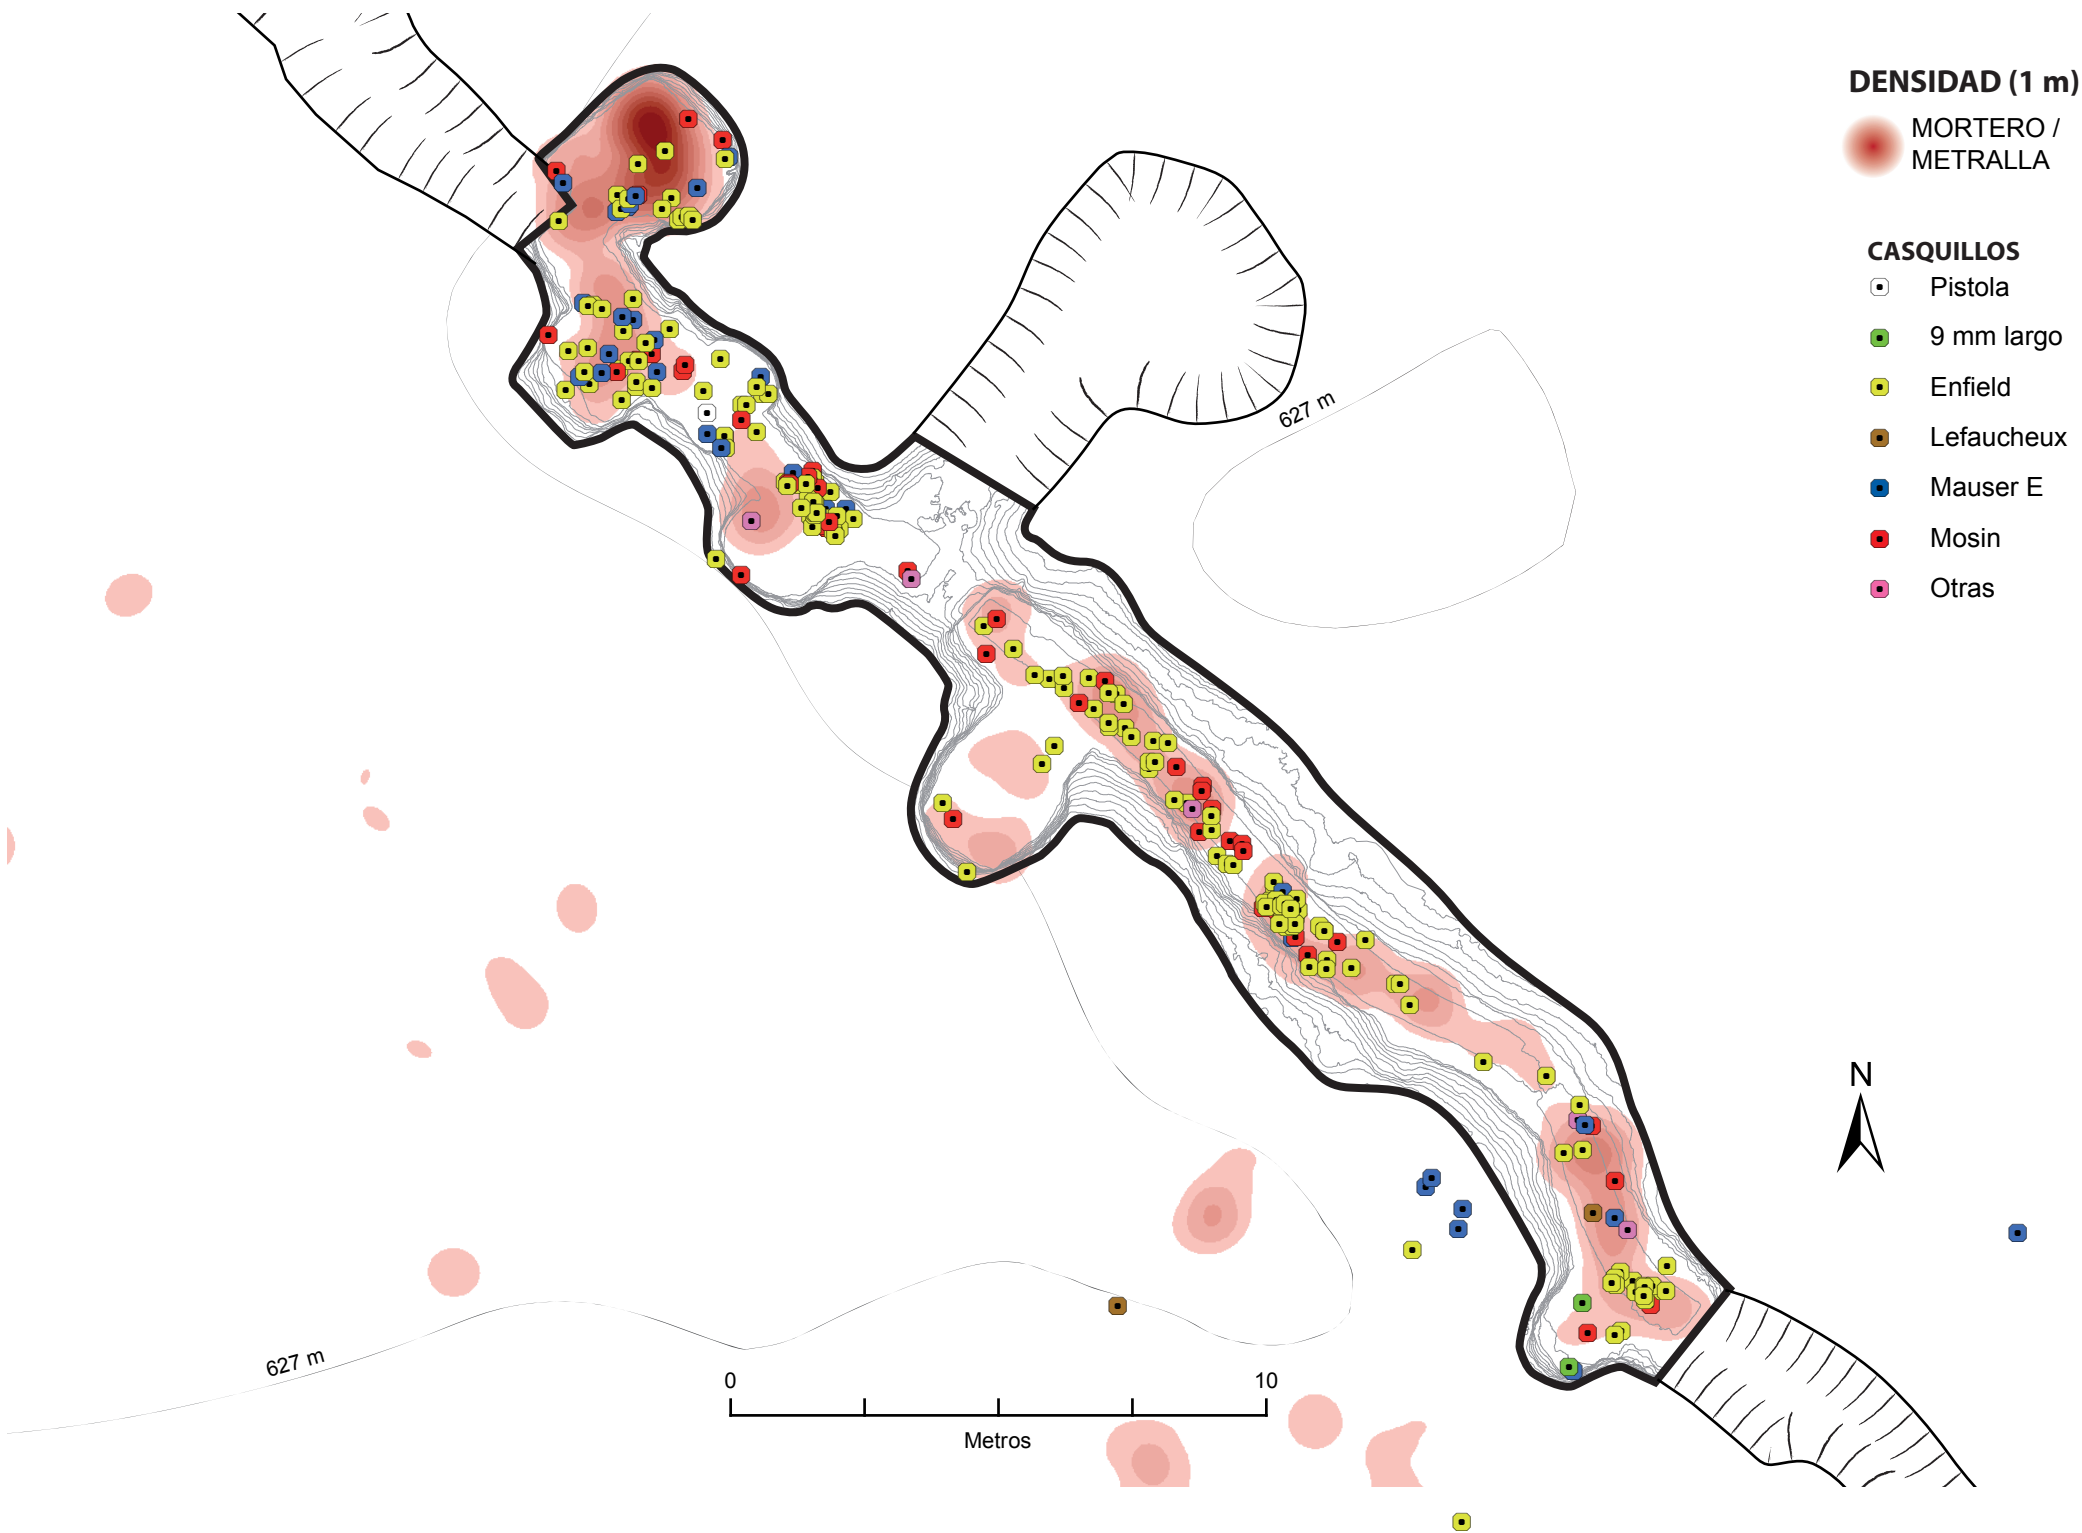 DENSIDAD (1 m)
MORTERO /
METRALLA
CASQUILLOS
Pistola
9 mm largo
Enfield
Lefaucheux
Mauser E
Mosin
Otras
627 m
N
627 m
0 10
Metros